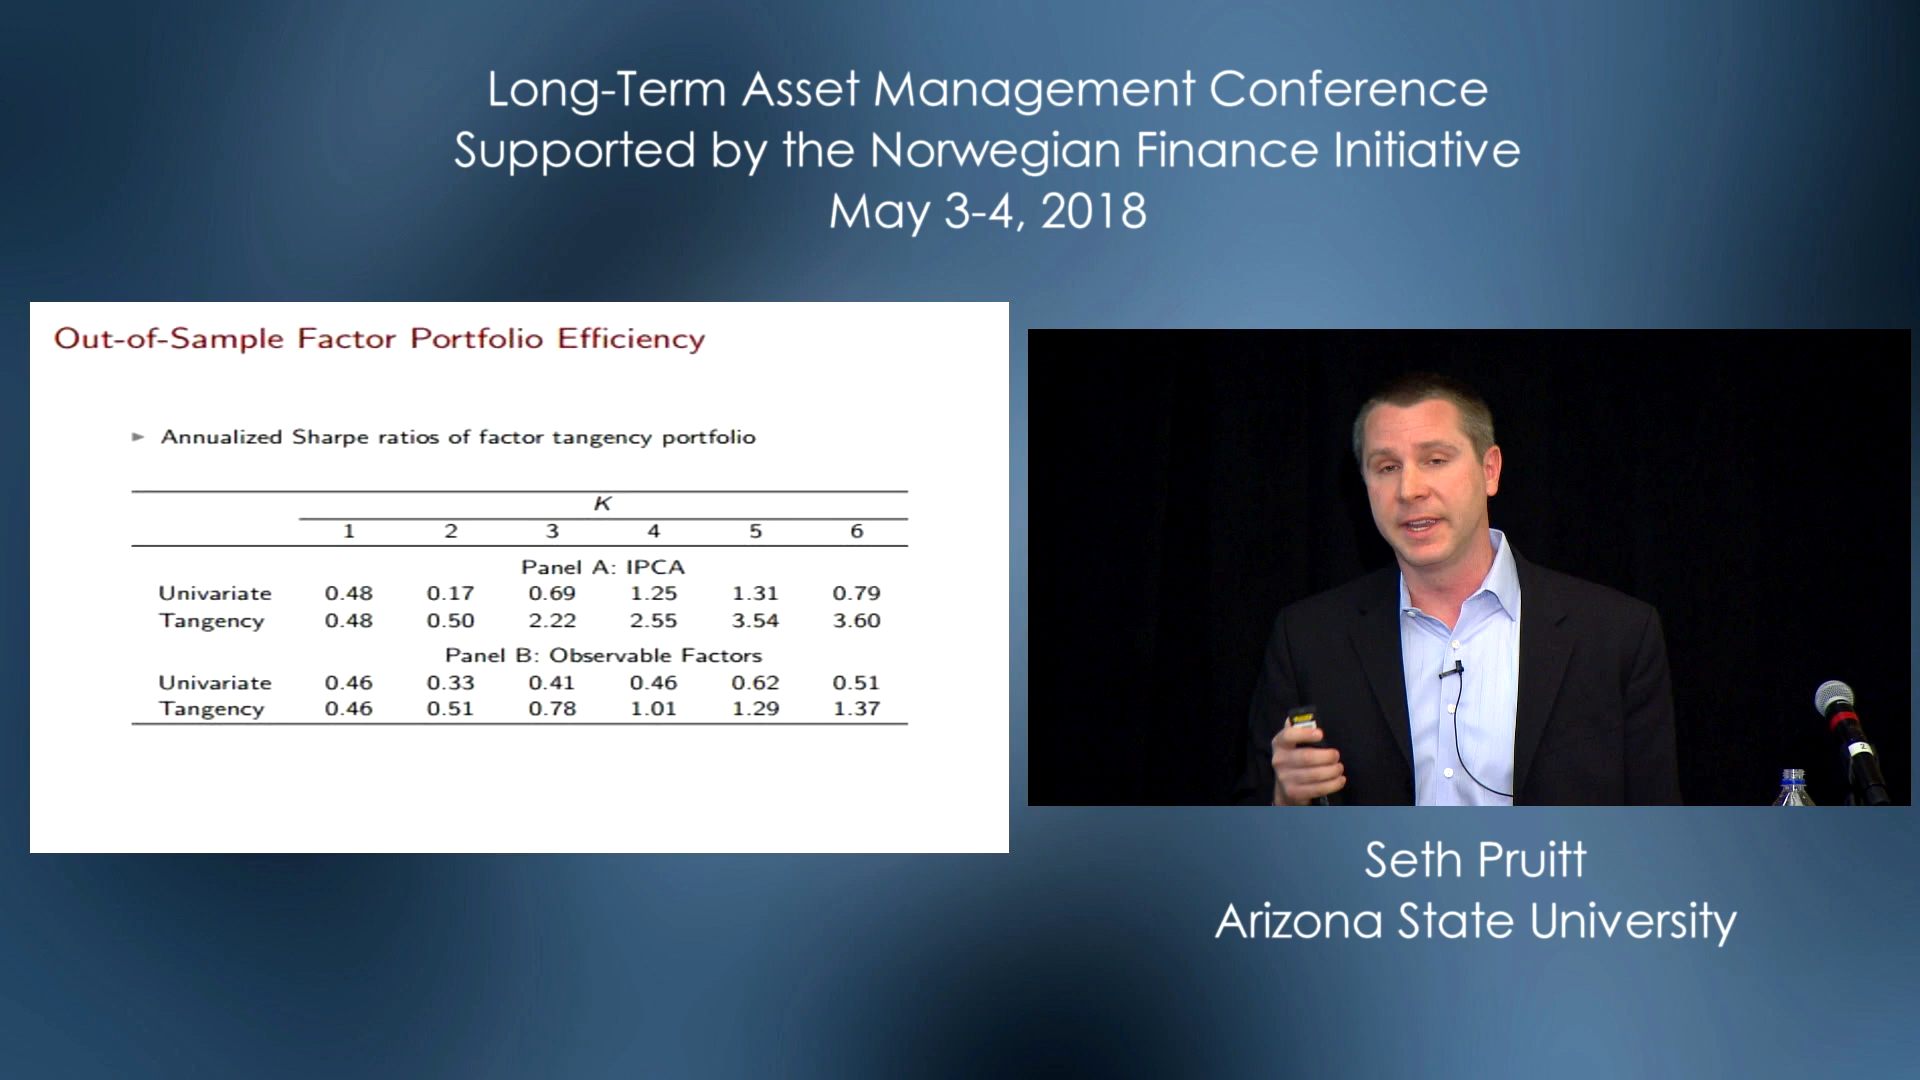 Long-Term Asset Management Conference
Supported by the Norwegian Finance Initiative
May 3-4, 2018
Out-of-Sample Factor Portfolio Efficiency
Annualized Sharpe ratios of factor tangency portfolio
K
1 2 3 4 5 6
Panel A: IPCA
Univariate 0.48 0.17 0.69 1.25 1.31 0.79
Tangency 0.48 0.50 2.22 2.55 3.54 3.60
Panel B: Observable Factors
Univariate 0.46 0.33 0.41 0.46 0.62 0.51
Tangency 0.46 0.51 0.78 1.01 1.29 1.37
2
Seth Pruitt
Arizona State University